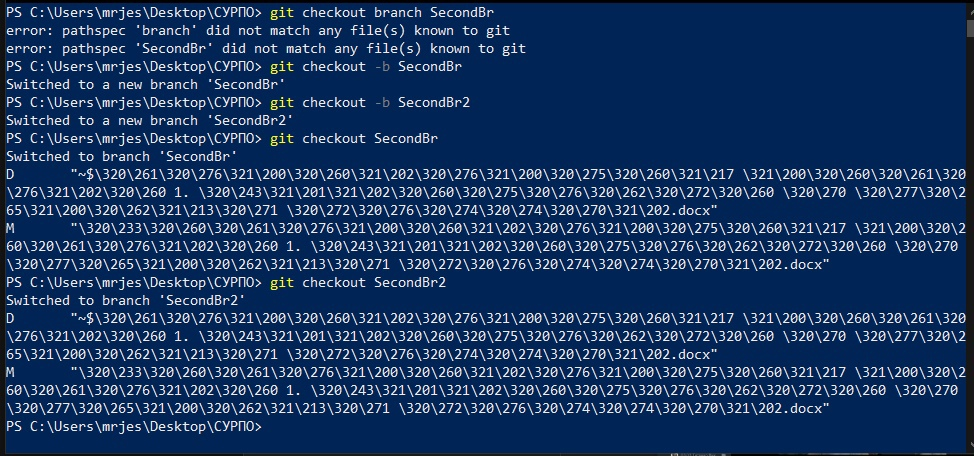 PS C:\Users\mrjes\Desktop\СУРПО> git checkout branch SecondBr
error: pathspec 'branch' did not match any file(s) known to git
error: pathspec 'SecondBr' did not match any file(s) known to git
PS C:\Users\mrjes\Desktop\СУРПО> git checkout -b SecondBr
Switched to a new branch 'SecondBr'
PS C:\Users\mrjes\Desktop\СУРПО> git checkout -b SecondBr2
Switched to a new branch 'SecondBr2'
PS C:\Users\mrjes\Desktop\СУРПО> git checkout SecondBr
Switched to branch 'SecondBr'
D       "~$\320\261\320\276\321\200\320\260\321\202\320\276\321\200\320\275\320\260\321\217 \321\200\320\260\320\261\320
\276\321\202\320\260 1. \320\243\321\201\321\202\320\260\320\275\320\276\320\262\320\272\320\260 \320\270 \320\277\320\2
65\321\200\320\262\321\213\320\271 \320\272\320\276\320\274\320\274\320\270\321\202.docx"
M       "\320\233\320\260\320\261\320\276\321\200\320\260\321\202\320\276\321\200\320\275\320\260\321\217 \321\200\320\2
60\320\261\320\276\321\202\320\260 1. \320\243\321\201\321\202\320\260\320\275\320\276\320\262\320\272\320\260 \320\270
\320\277\320\265\321\200\320\262\321\213\320\271 \320\272\320\276\320\274\320\274\320\270\321\202.docx"
PS C:\Users\mrjes\Desktop\СУРПО> git checkout SecondBr2
Switched to branch 'SecondBr2'
D       "~$\320\261\320\276\321\200\320\260\321\202\320\276\321\200\320\275\320\260\321\217 \321\200\320\260\320\261\320
\276\321\202\320\260 1. \320\243\321\201\321\202\320\260\320\275\320\276\320\262\320\272\320\260 \320\270 \320\277\320\2
65\321\200\320\262\321\213\320\271 \320\272\320\276\320\274\320\274\320\270\321\202.docx"
M       "\320\233\320\260\320\261\320\276\321\200\320\260\321\202\320\276\321\200\320\275\320\260\321\217 \321\200\320\2
60\320\261\320\276\321\202\320\260 1. \320\243\321\201\321\202\320\260\320\275\320\276\320\262\320\272\320\260 \320\270
\320\277\320\265\321\200\320\262\321\213\320\271 \320\272\320\276\320\274\320\274\320\270\321\202.docx"
PS C:\Users\mrjes\Desktop\СУРПО>